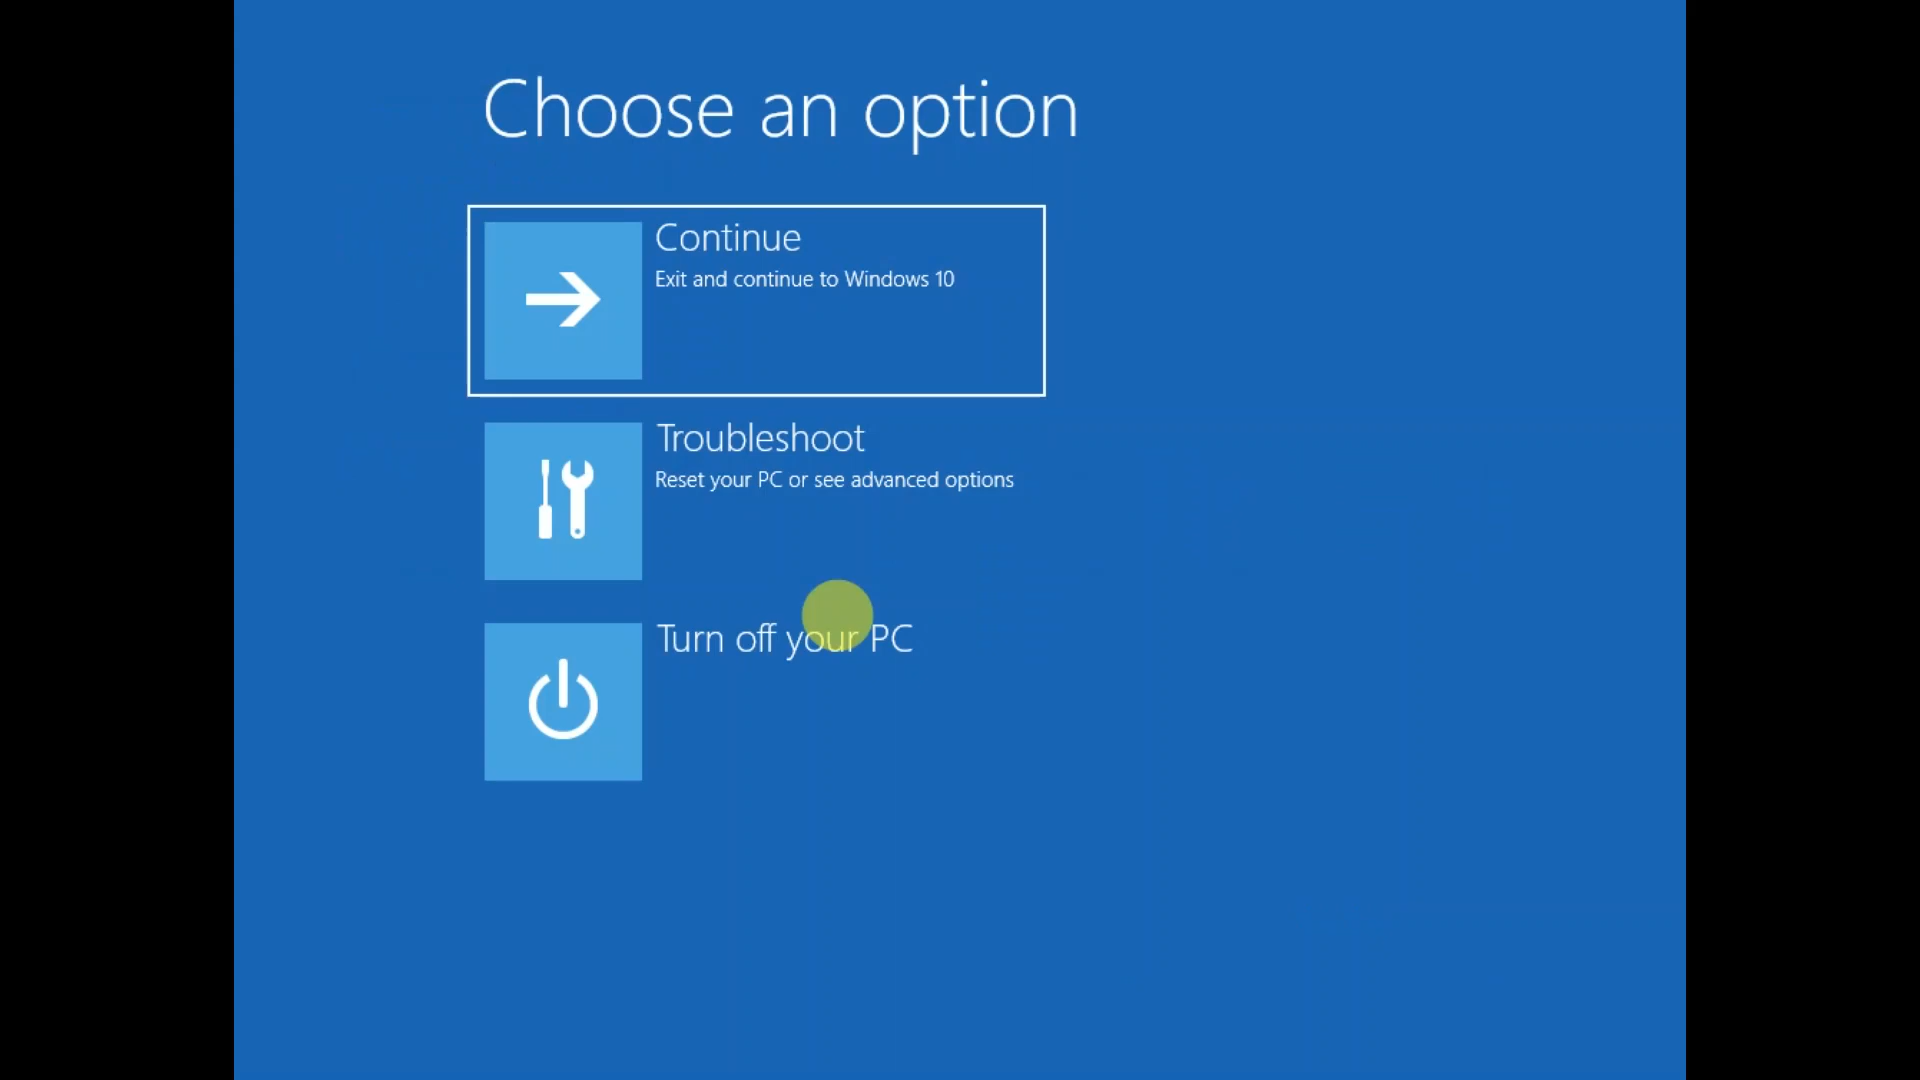 Choose an option
Continue
Exit and continue to Windows 10
Troubleshoot
Reset your PC or see advanced options
Turn off your PC